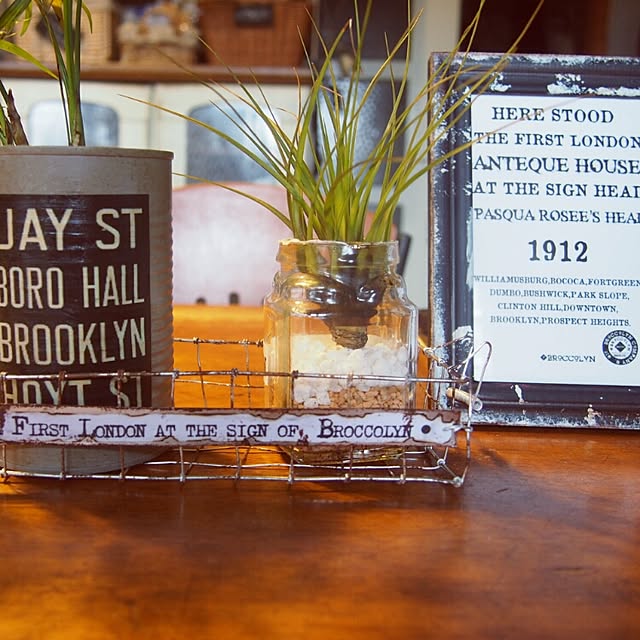 JAY ST
BORO HALL
BROOKLYN
HOYT ST
First London at the sign of Broccolyn
HERE STOOD
THE FIRST LONDON
ANTEQUE HOUSE
AT THE SIGN HEAD
PASQUA ROSEE'S HEAD
1912
WILLIAMUSBURG,BOCOCA,FORTGREEN
DUMBO,BUSHWICK,PARK SLOPE,
CLINTON HILL,DOWNTOWN,
BROOKLYN,PROSPECT HEIGHTS.
BROCCOLYN